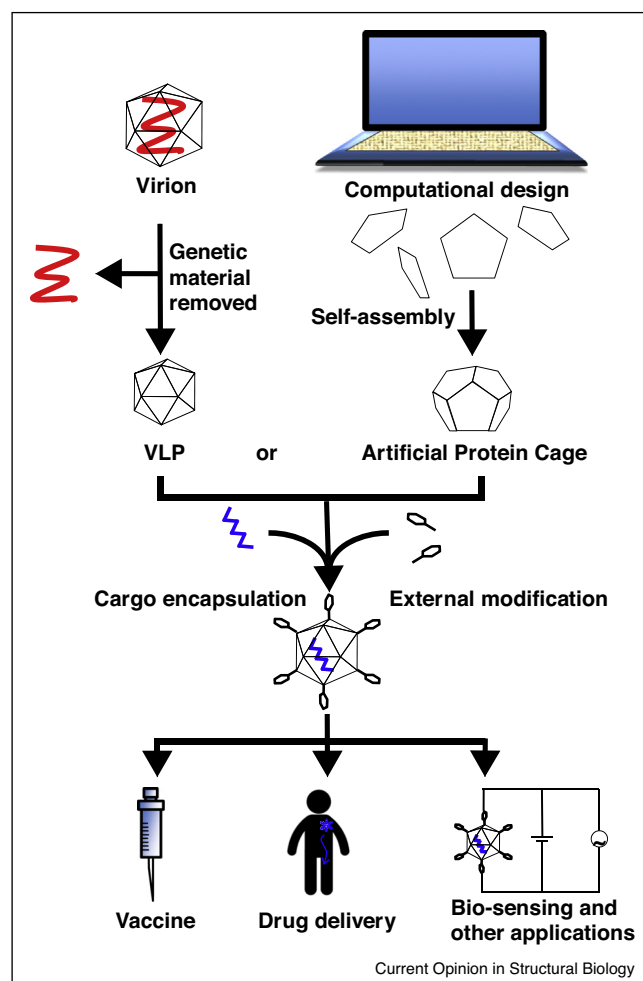 Virion
Computational design
Genetic
material
removed
Self-assembly
VLP
or
Artificial Protein Cage
Cargo encapsulation
External modification
Vaccine
Drug delivery
Bio-sensing and
other applications
Current Opinion in Structural Biology